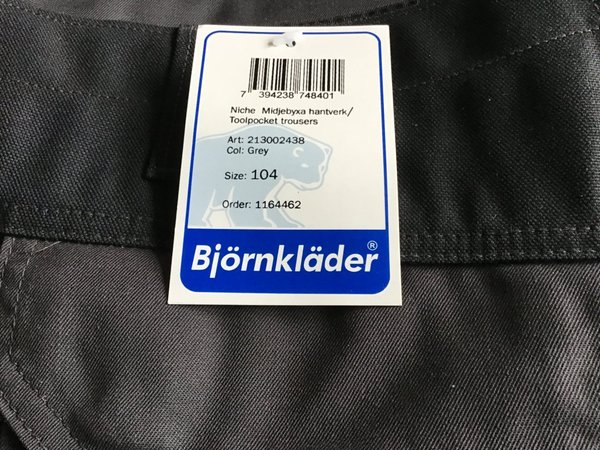 7 394238 748401
Niche Midjebyxa hantverk/
Toolpocket trousers
Art: 213002438
Col: Grey
Size: 104
Order: 1164462
Björnkläder®